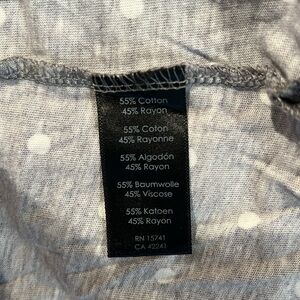 55% Cotton
45% Rayon
55% Coton
45% Rayonne
55% Algodón
45% Rayon
55% Baumwolle
45% Viscose
55% Katoen
45% Rayon
RN 15741
CA 42241